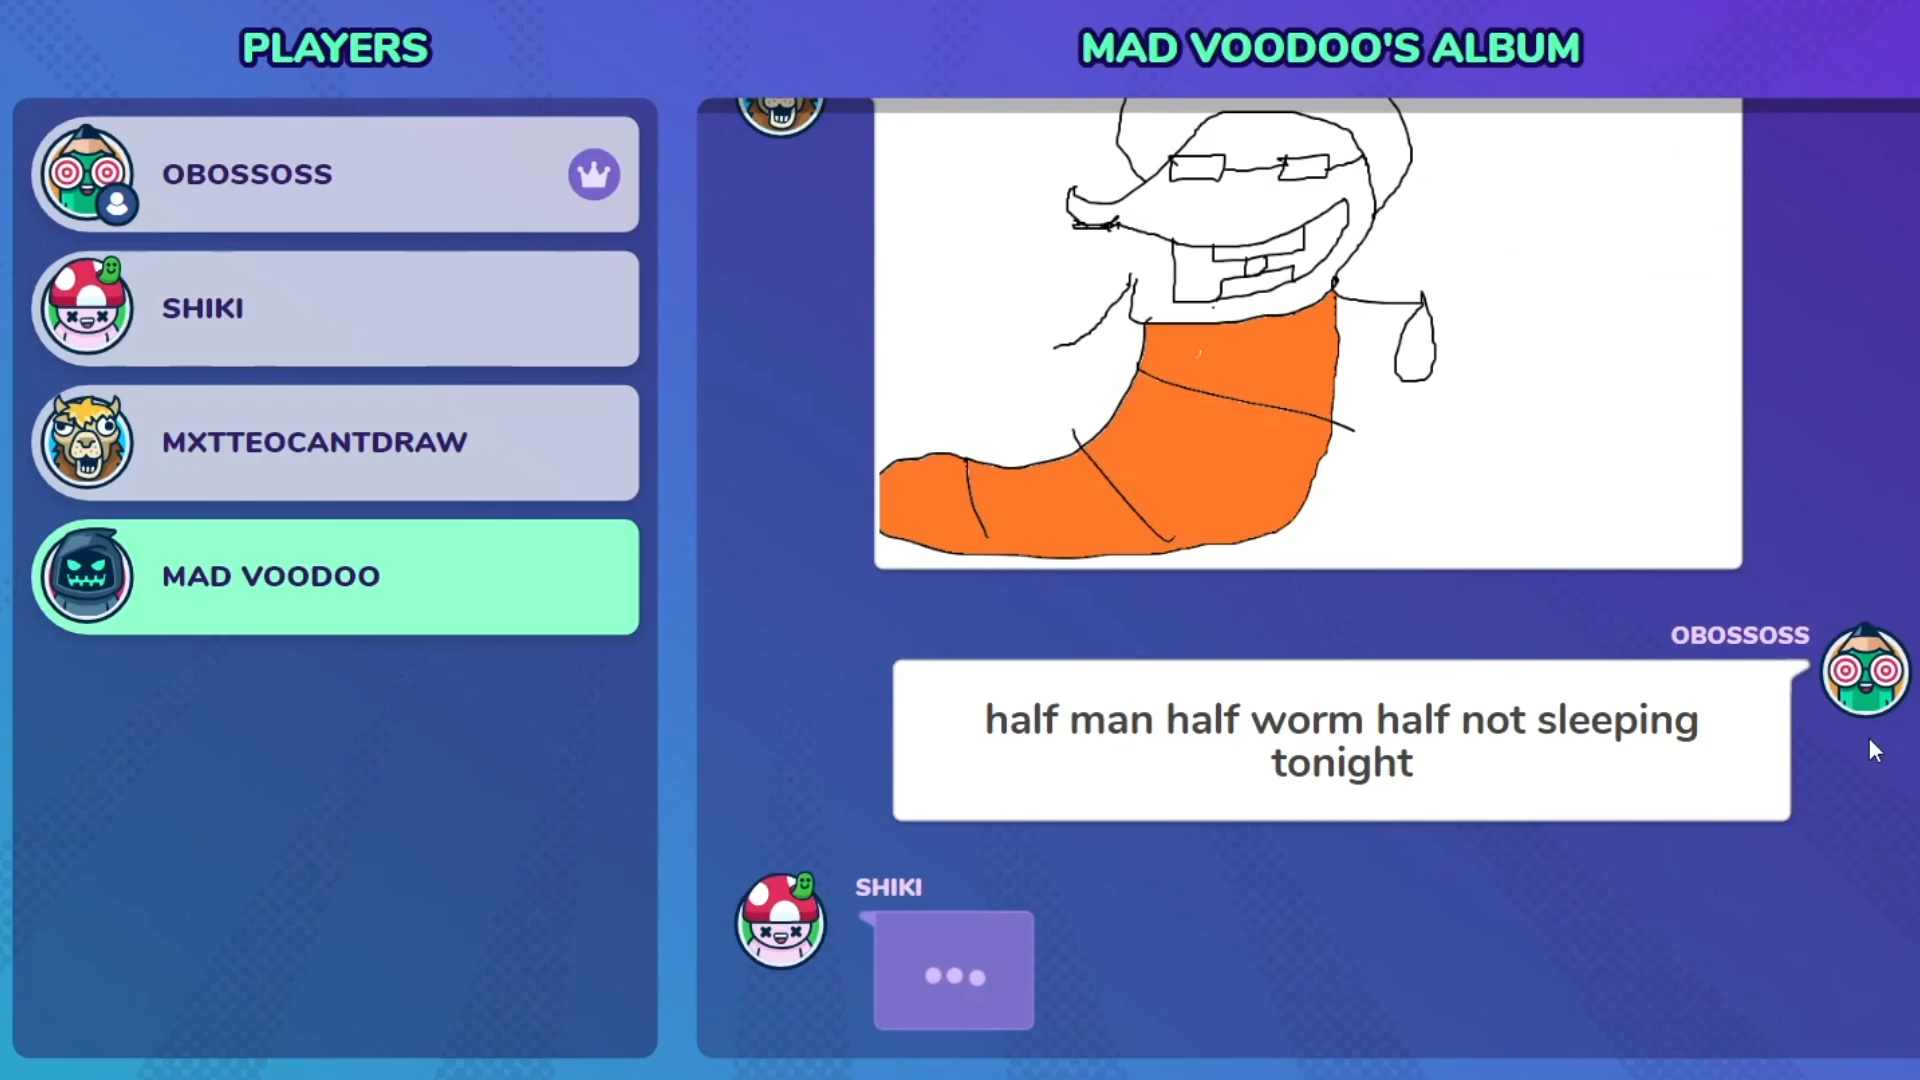 PLAYERS
MAD VOODOO'S ALBUM
OBOSSOSS
SHIKI
MXTTEOCANTDRAW
MAD VOODOO
OBOSSOSS
half man half worm half not sleeping
tonight
SHIKI